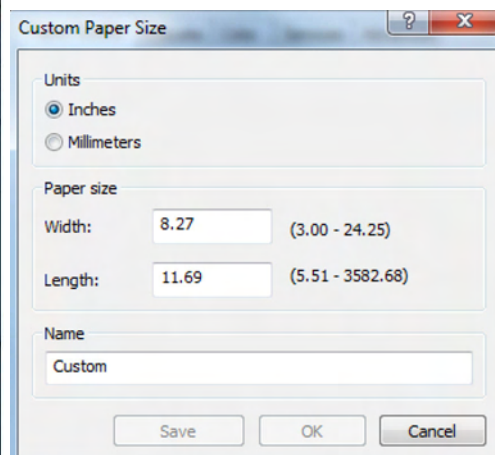 Custom Paper Size
?
X
Units
Inches
Millimeters
Paper size
Width: 8.27 (3.00 - 24.25)
Length: 11.69 (5.51 - 3582.68)
Name
Custom
Save OK Cancel